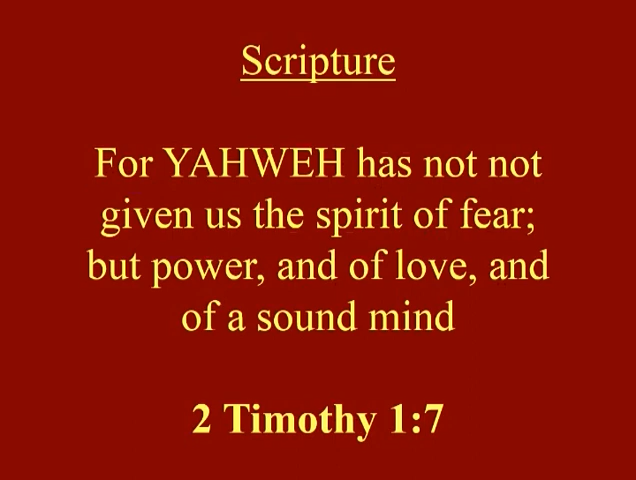 Scripture
For YAHWEH has not not
given us the spirit of fear;
but power, and of love, and
of a sound mind
2 Timothy 1:7